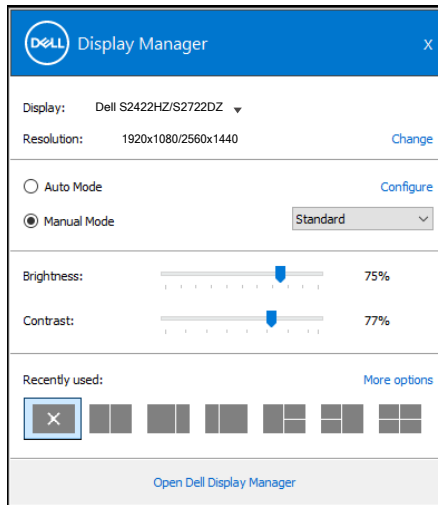 DELL Display Manager X
Display: Dell S2422HZ/S2722DZ
Resolution: 1920x1080/2560x1440 Change
Auto Mode Configure
Manual Mode Standard
Brightness: 75%
Contrast: 77%
Recently used: More options
Open Dell Display Manager